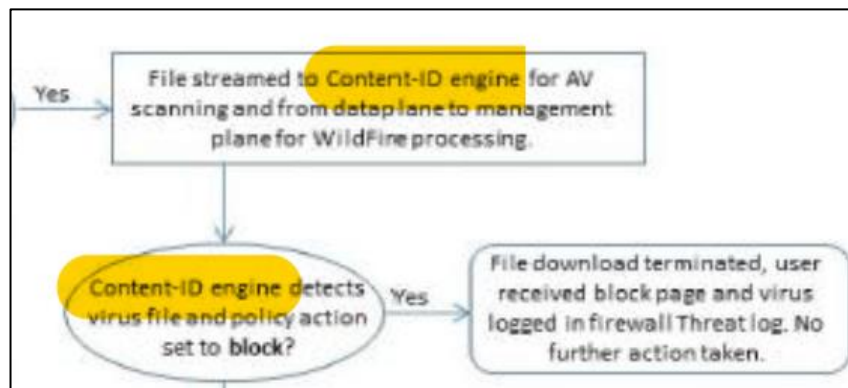 Yes
File streamed to Content-ID engine for AV
scanning and from datap lane to management
plane for WildFire processing.
Content-ID engine detects
virus file and policy action
set to block?
Yes
File download terminated, user
received block page and virus
logged in firewall Threat log. No
further action taken.